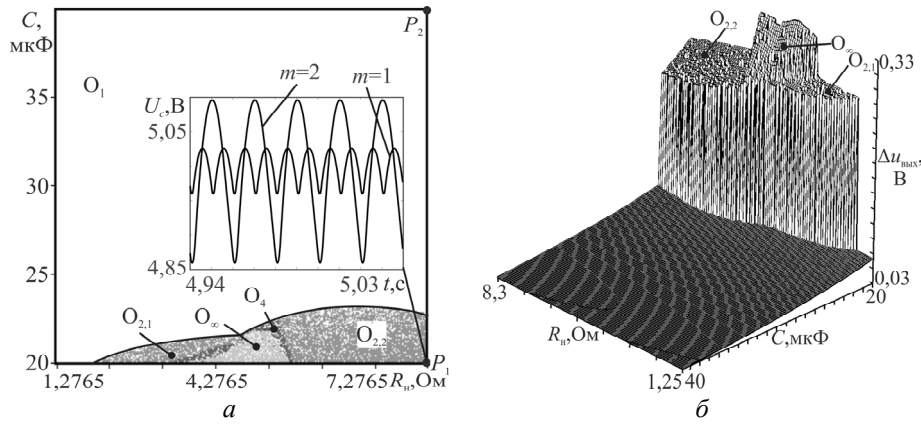 C,
мкФ
P₂
35
O₁
m=2
m=1
U_c,В
5,05
30
4,85
4,94
5,03 t,с
25
O₂,₁
O∞
O₄
O₂,₂
20
P₁
1,2765
4,2765
7,2765
R_н,Ом
а
O₂,₂
O∞
O₂,₁
0,33
Δu_вых,
В
0,03
20
8,3
R_н,Ом
C,мкФ
1,25
40
б